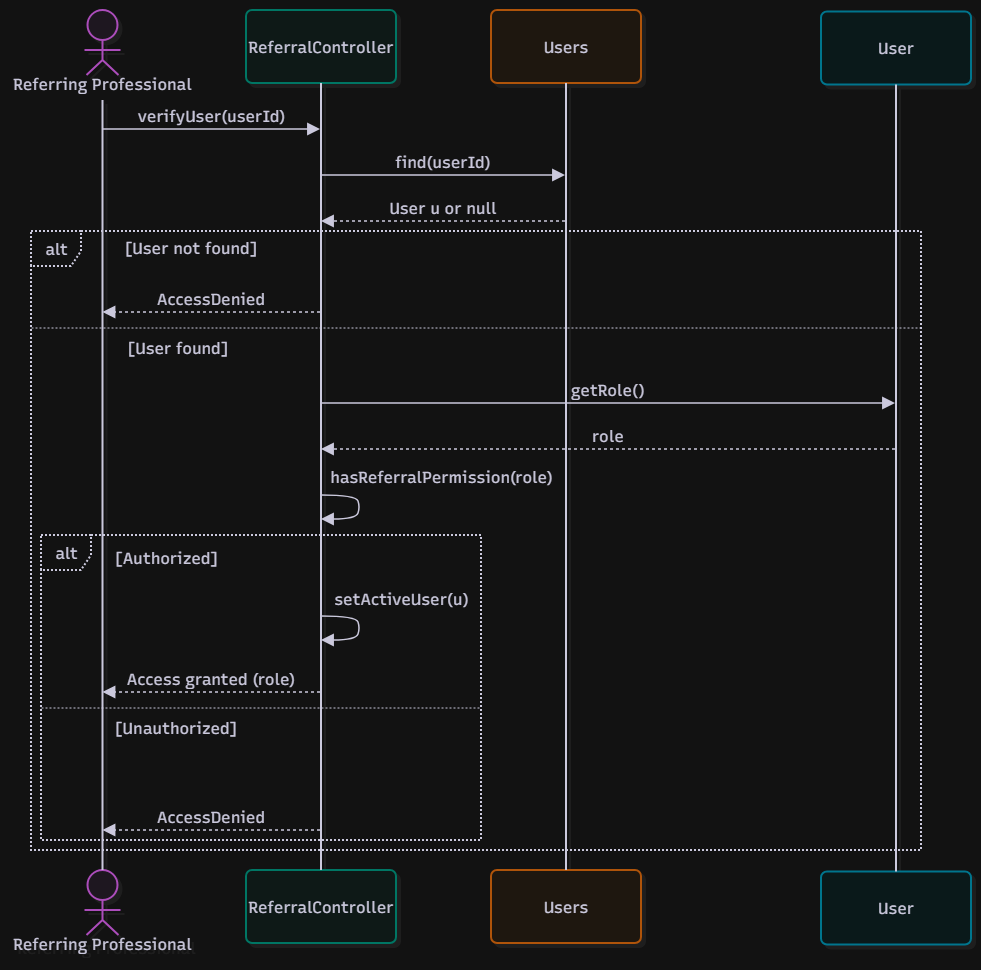 Referring Professional
ReferralController
Users
User
verifyUser(userId)
find(userId)
User u or null
alt
[User not found]
AccessDenied
[User found]
getRole()
role
hasReferralPermission(role)
alt
[Authorized]
setActiveUser(u)
Access granted (role)
[Unauthorized]
AccessDenied
Referring Professional
ReferralController
Users
User